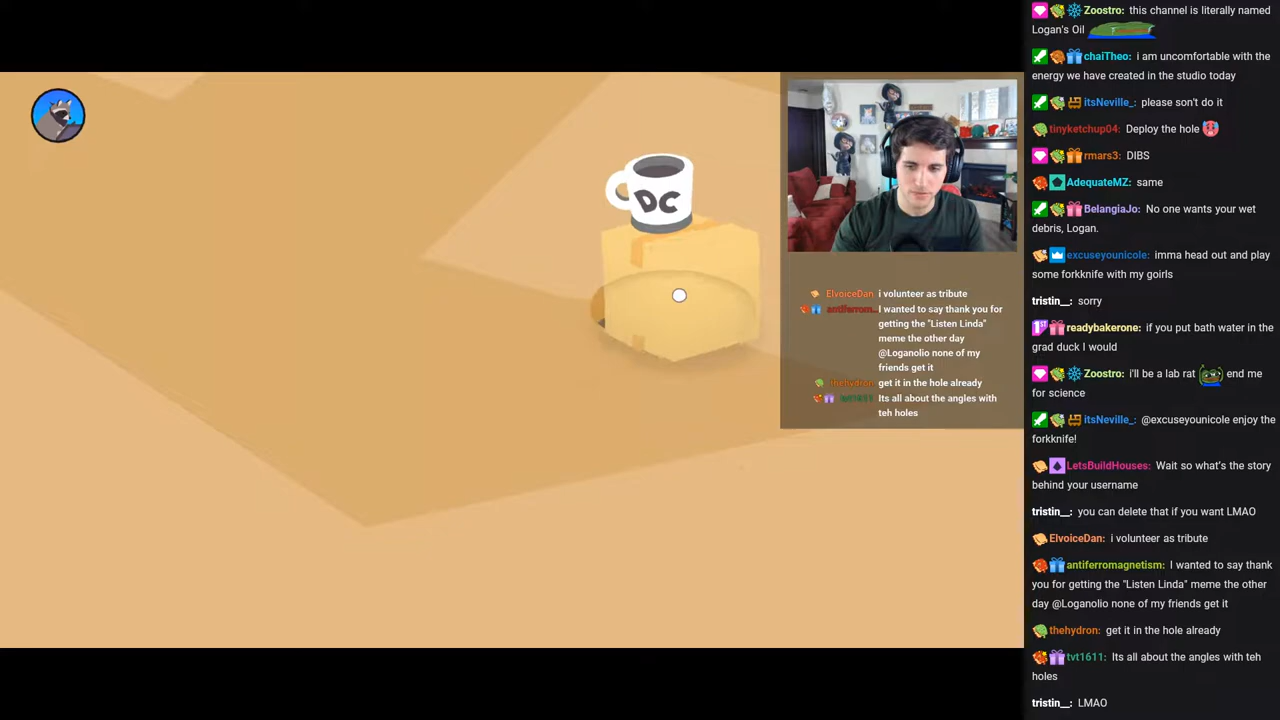 DC
ElvoiceDan: i volunteer as tribute
antiferrom... I wanted to say thank you for
getting the "Listen Linda"
meme the other day
@Loganolio none of my
friends get it
thehydron: get it in the hole already
tvt1611: Its all about the angles with
teh holes
Zoostro: this channel is literally named
Logan's Oil
chaiTheo: i am uncomfortable with the
energy we have created in the studio today
itsNeville_: please son't do it
tinyketchup04: Deploy the hole
rmars3: DIBS
AdequateMZ: same
BelangiaJo: No one wants your wet
debris, Logan.
excuseyounicole: imma head out and play
some forkknife with my goirls
tristin__: sorry
1ST readybakerone: if you put bath water in the
grad duck I would
Zoostro: i'll be a lab rat end me
for science
itsNeville_: @excuseyounicole enjoy the
forkknife!
LetsBuildHouses: Wait so what's the story
behind your username
tristin__: you can delete that if you want LMAO
ElvoiceDan: i volunteer as tribute
antiferromagnetism: I wanted to say thank
you for getting the "Listen Linda" meme the other
day @Loganolio none of my friends get it
thehydron: get it in the hole already
tvt1611: Its all about the angles with teh
holes
tristin__: LMAO